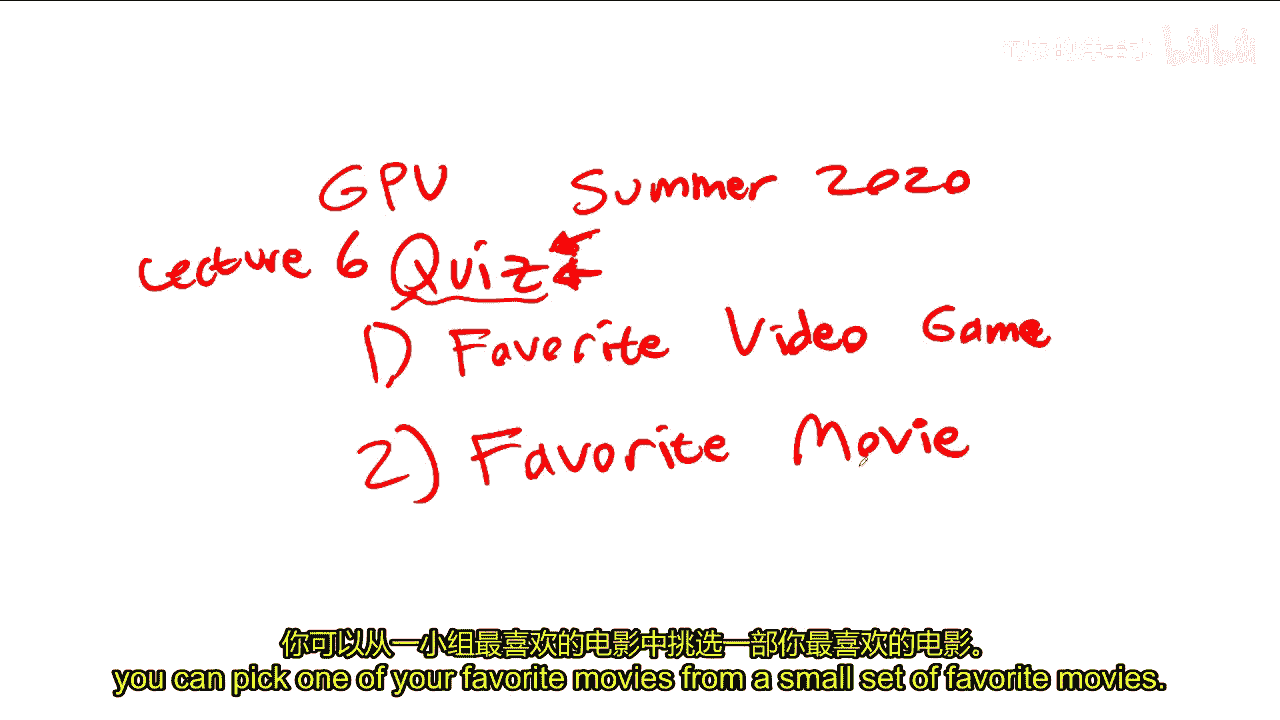 bilibili
GPU Summer 2020
Lecture 6 Quiz
1) Favorite Video Game
2) Favorite Movie
你可以从一小组最喜欢的电影中挑选一部你最喜欢的电影。
you can pick one of your favorite movies from a small set of favorite movies.